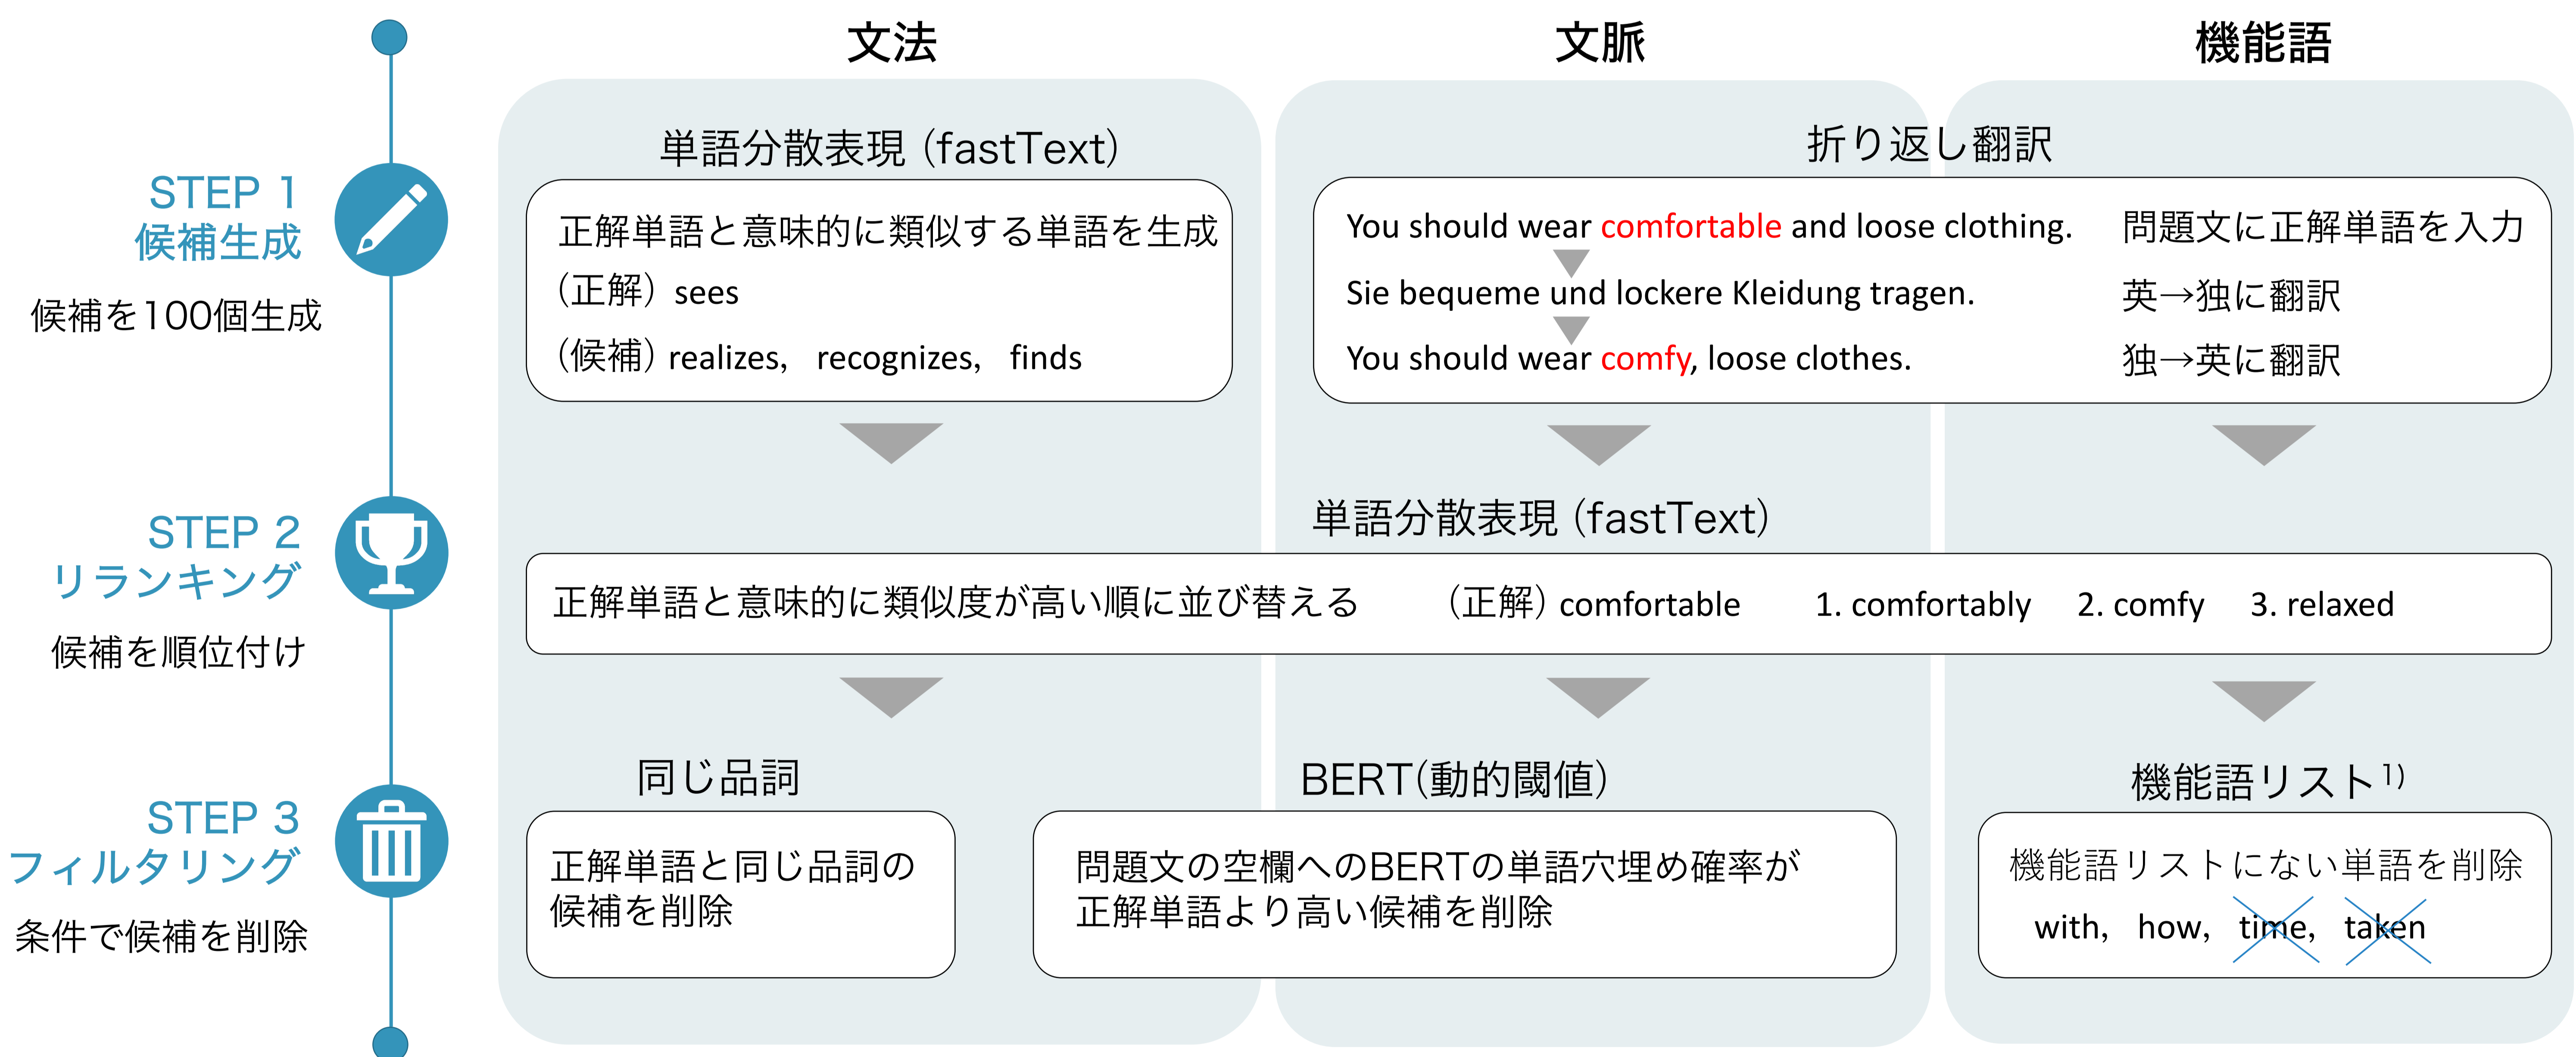 文法
文脈
機能語
STEP 1
候補生成
候補を100個生成
単語分散表現 (fastText)
正解単語と意味的に類似する単語を生成
(正解) sees
(候補) realizes, recognizes, finds
折り返し翻訳
You should wear comfortable and loose clothing. 問題文に正解単語を入力
Sie bequeme und lockere Kleidung tragen. 英→独に翻訳
You should wear comfy, loose clothes. 独→英に翻訳
STEP 2
リランキング
候補を順位付け
単語分散表現 (fastText)
正解単語と意味的に類似度が高い順に並び替える (正解) comfortable 1. comfortably 2. comfy 3. relaxed
STEP 3
フィルタリング
条件で候補を削除
同じ品詞
正解単語と同じ品詞の
候補を削除
BERT(動的閾値)
問題文の空欄へのBERTの単語穴埋め確率が
正解単語より高い候補を削除
機能語リスト1)
機能語リストにない単語を削除
with, how, time, taken